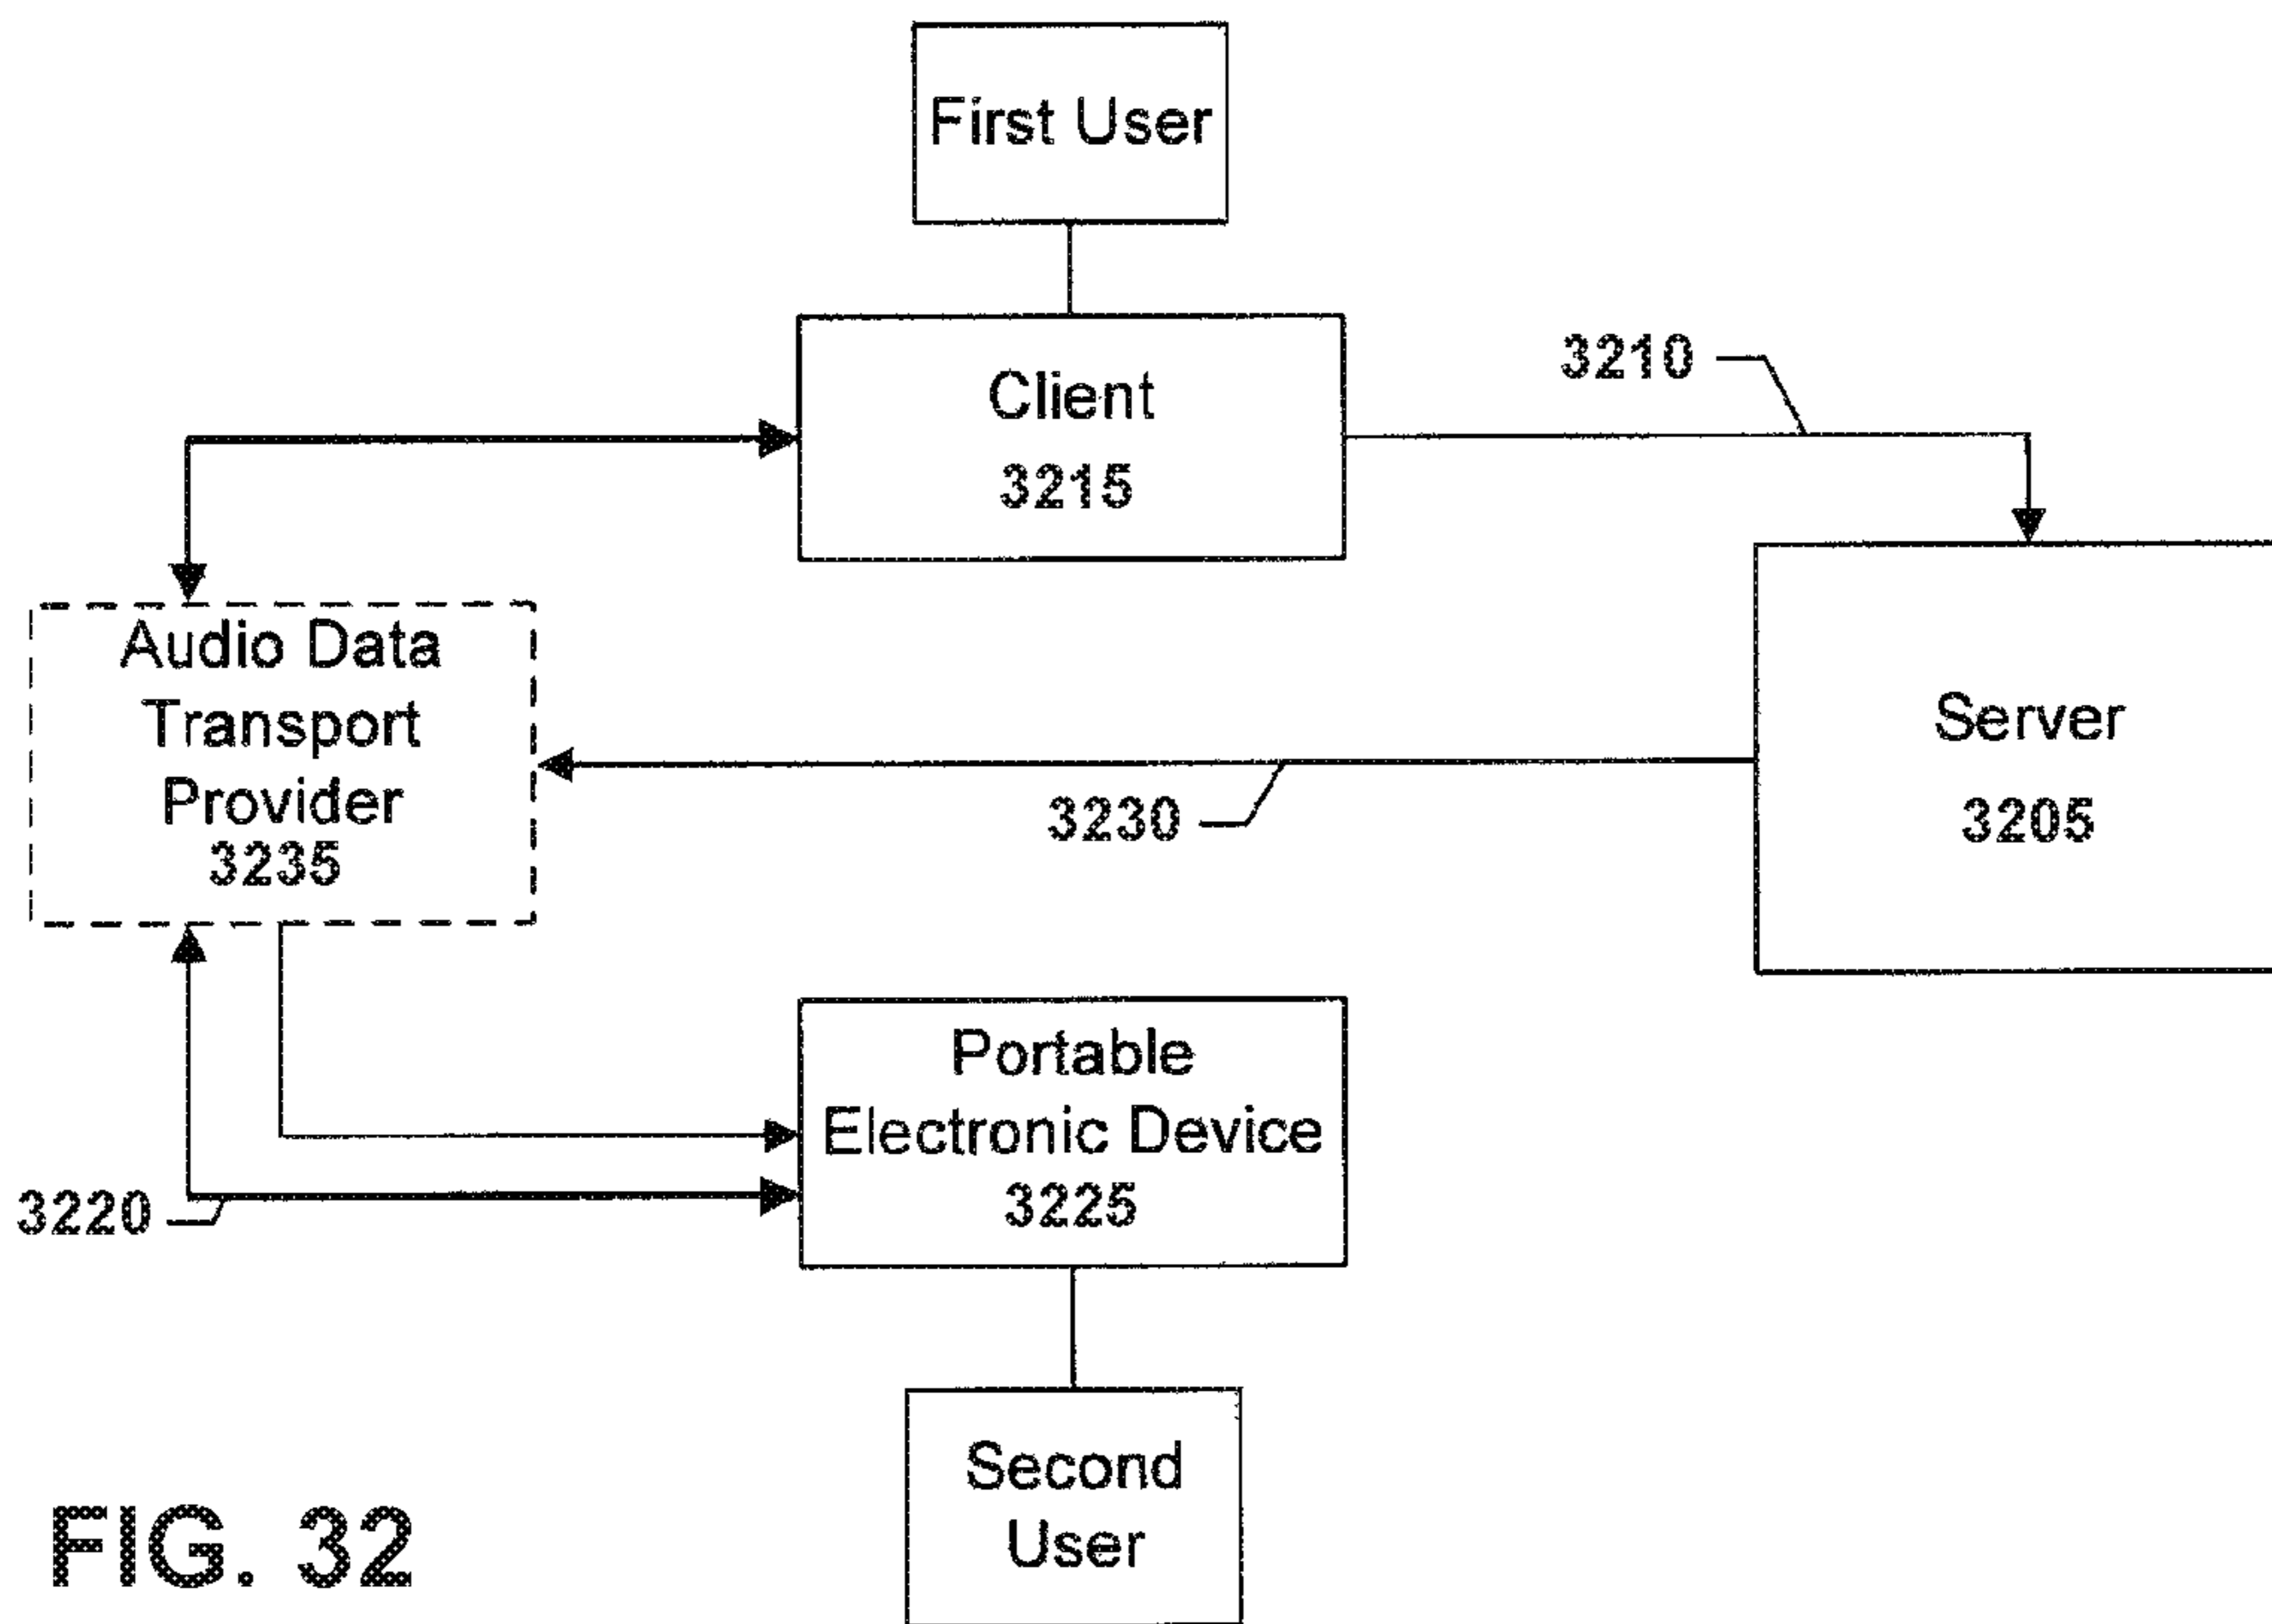 First User
Client
3215
3210
Audio Data
Transport
Provider
3235
Server
3205
3230
Portable
Electronic Device
3225
3220
Second
User
FIG. 32